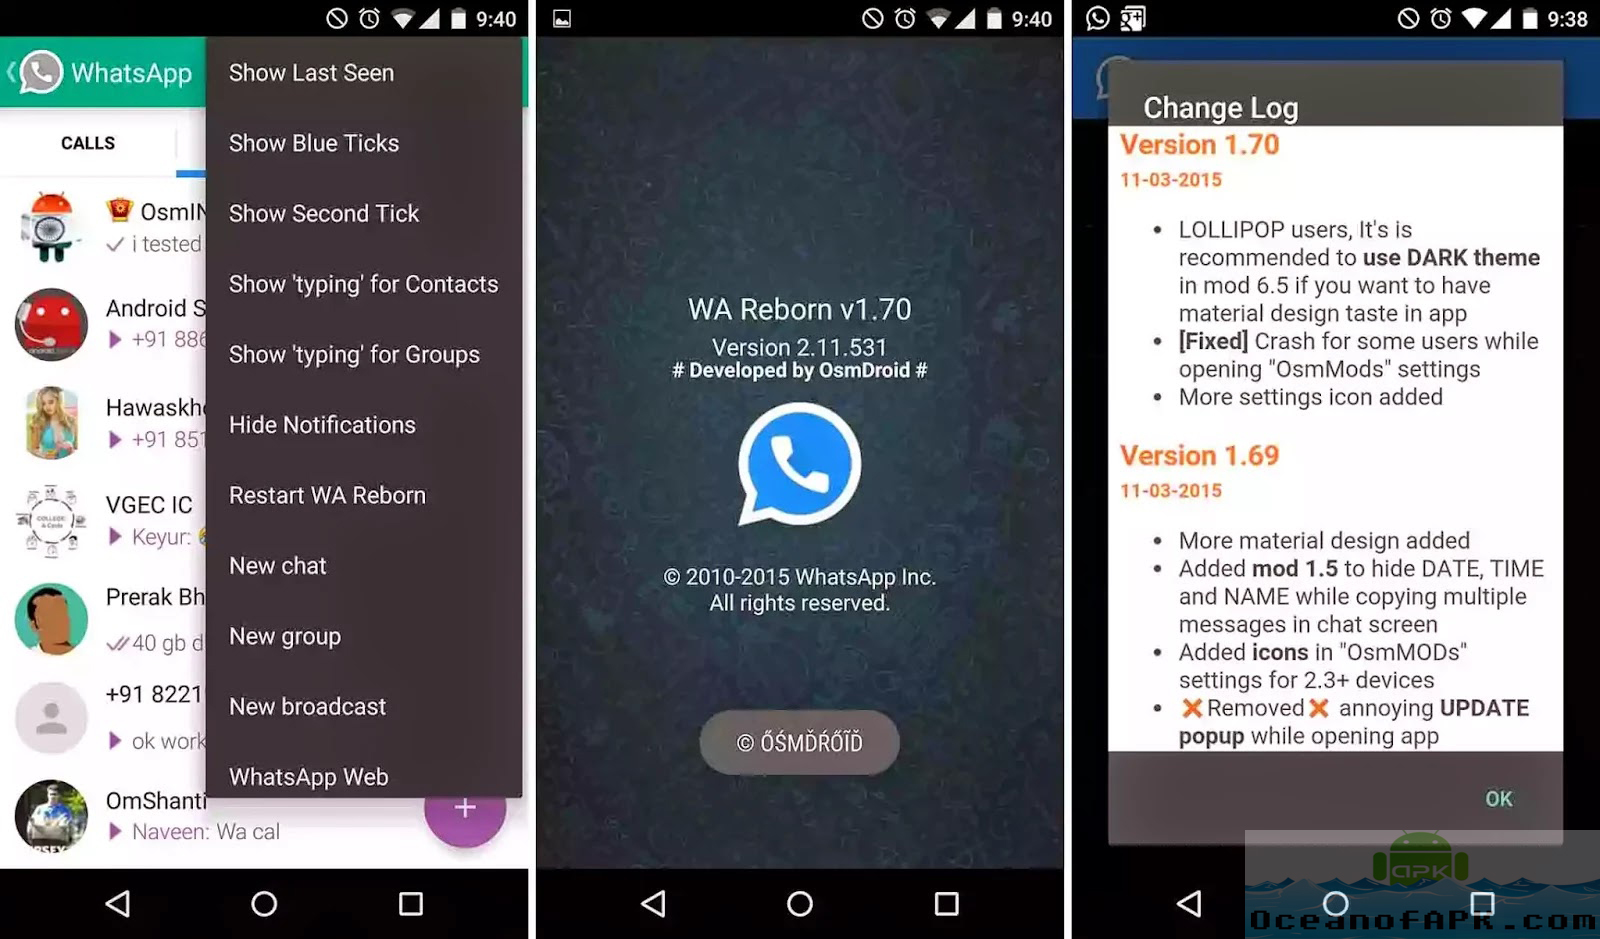 9:40
WhatsApp
CALLS
OsmIN
i tested
Android S
+91 886
Hawaskho
+91 851
VGEC IC
COLLEGE
Keyur:
Prerak Bh
40 gb d
+91 8221
ok work
OmShanti
Naveen: Wa cal
Show Last Seen
Show Blue Ticks
Show Second Tick
Show 'typing' for Contacts
Show 'typing' for Groups
Hide Notifications
Restart WA Reborn
New chat
New group
New broadcast
WhatsApp Web
9:40
WA Reborn v1.70
Version 2.11.531
# Developed by OsmDroid #
© 2010-2015 WhatsApp Inc.
All rights reserved.
© ŐŚMĎŔŐĨĎ
9:38
Change Log
Version 1.70
11-03-2015
• LOLLIPOP users, It's is
recommended to use DARK theme
in mod 6.5 if you want to have
material design taste in app
• [Fixed] Crash for some users while
opening "OsmMods" settings
• More settings icon added
Version 1.69
11-03-2015
• More material design added
• Added mod 1.5 to hide DATE, TIME
and NAME while copying multiple
messages in chat screen
• Added icons in "OsmMODs"
settings for 2.3+ devices
• ❌Removed❌ annoying UPDATE
popup while opening app
OK
APK
OceanofAPK.com